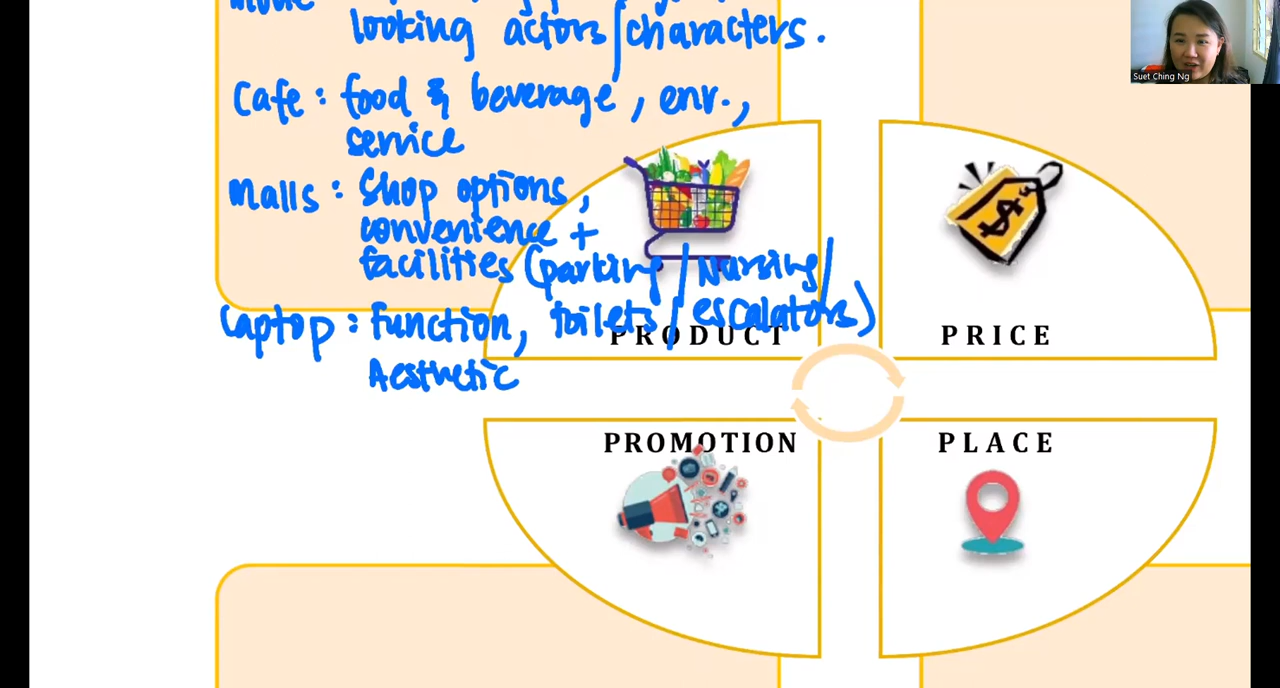 looking actors/characters.
Suet Ching Ng
Cafe : food & beverage, env.,
service
Malls : Shop options,
convenience +
facilities (parking / Nursing /
toilets / escalators)
Laptop : Function,
Aesthetic
PRODUCT
PRICE
PROMOTION
PLACE